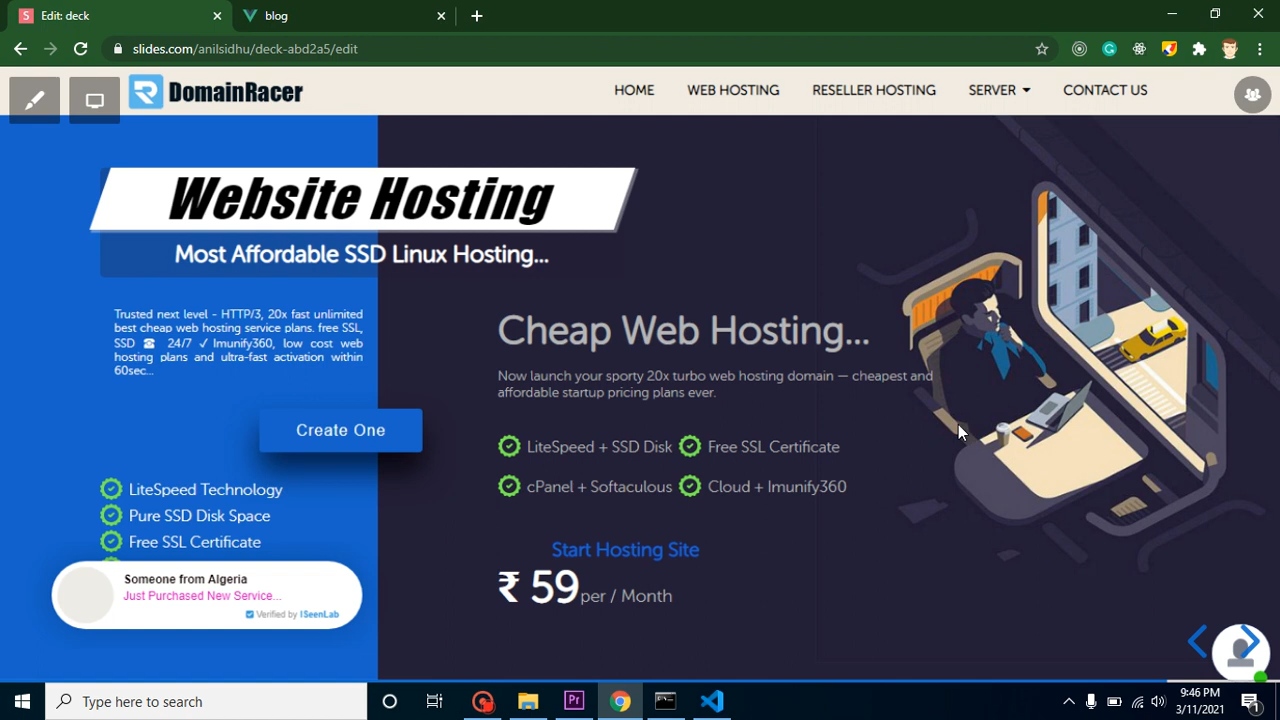 Edit: deck
blog
slides.com/anilsidhu/deck-abd2a5/edit
DomainRacer
HOME
WEB HOSTING
RESELLER HOSTING
SERVER
CONTACT US
Website Hosting
Most Affordable SSD Linux Hosting...
Trusted next level - HTTP/3, 20x fast unlimited
best cheap web hosting service plans. free SSL,
SSD ☎ 24/7 ✓ Imunify360, low cost web
hosting plans and ultra-fast activation within
60sec...
Create One
LiteSpeed Technology
Pure SSD Disk Space
Free SSL Certificate
Someone from Algeria
Just Purchased New Service...
Verified by ISeenLab
Cheap Web Hosting...
Now launch your sporty 20x turbo web hosting domain — cheapest and
affordable startup pricing plans ever.
LiteSpeed + SSD Disk
Free SSL Certificate
cPanel + Softaculous
Cloud + Imunify360
Start Hosting Site
₹ 59 per / Month
Type here to search
Pr
9:46 PM
3/11/2021
1